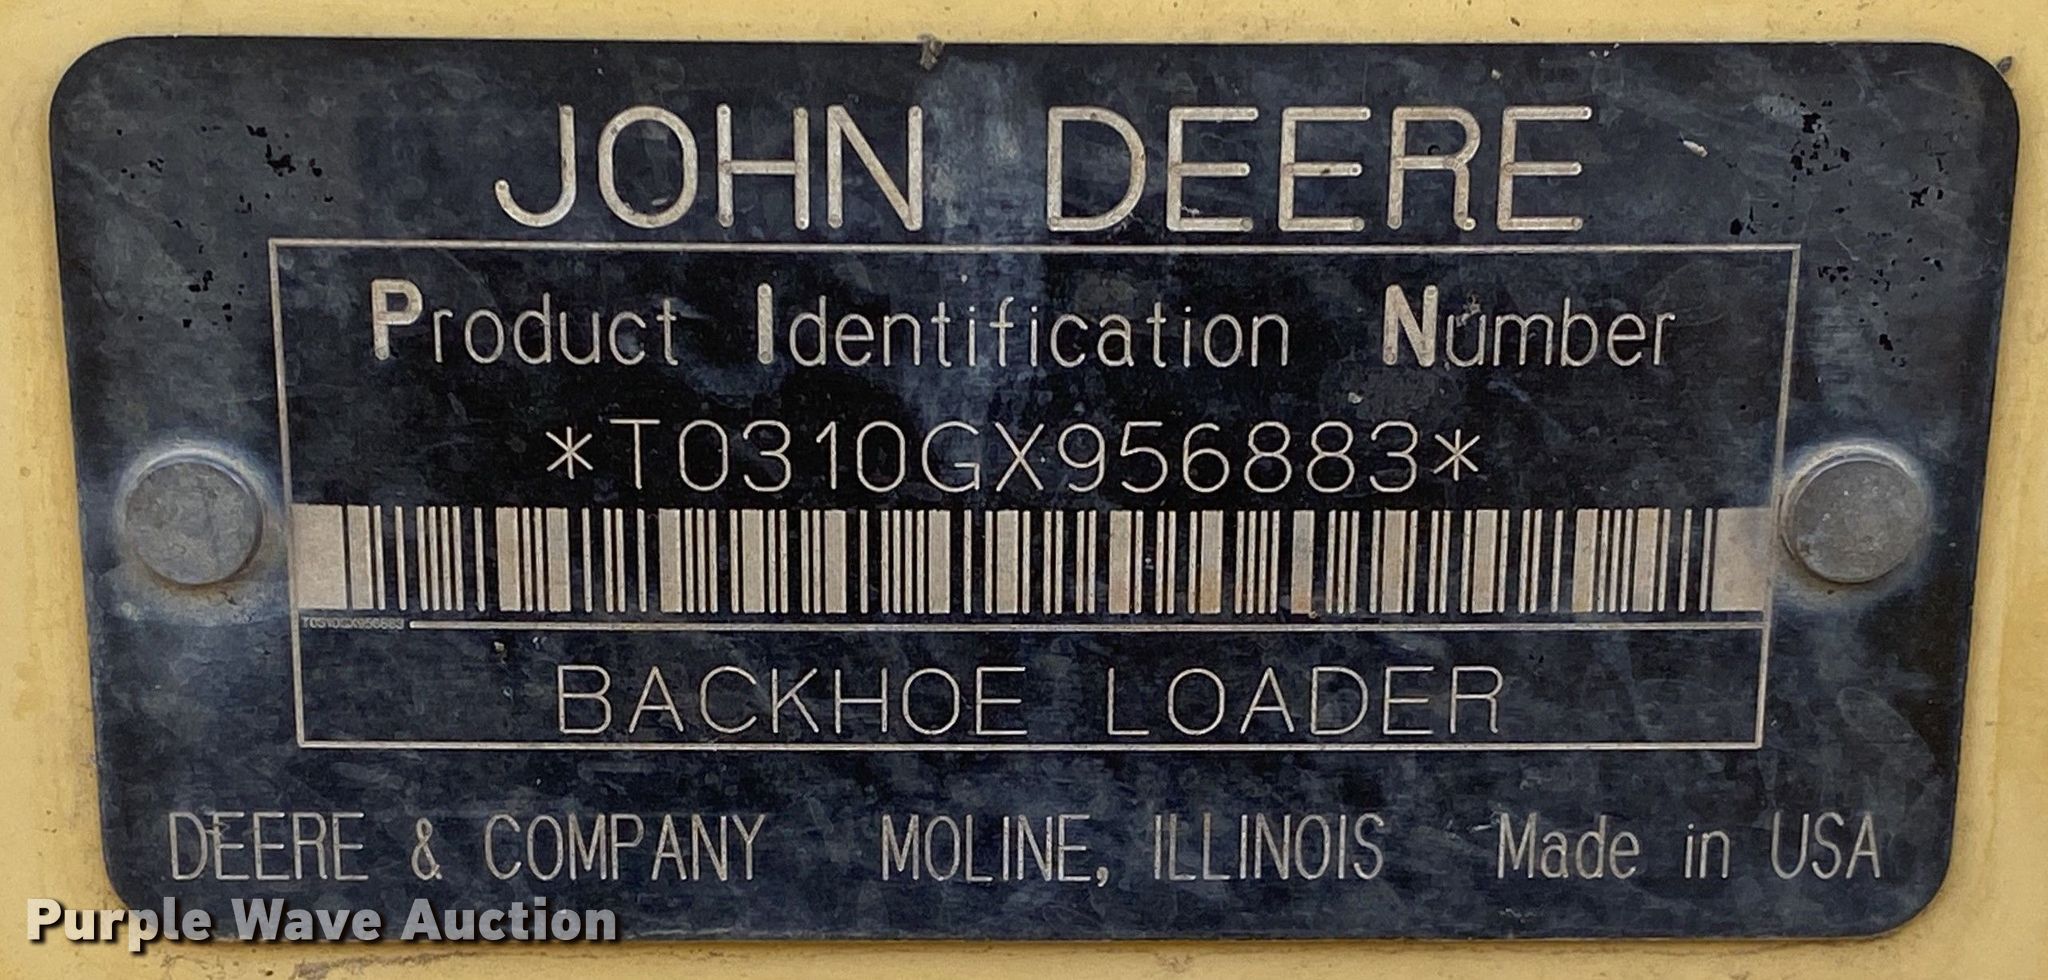 JOHN DEERE
Product Identification Number
*T0310GX956883*
T0310GX956883
BACKHOE LOADER
DEERE & COMPANY MOLINE, ILLINOIS Made in USA
Purple Wave Auction